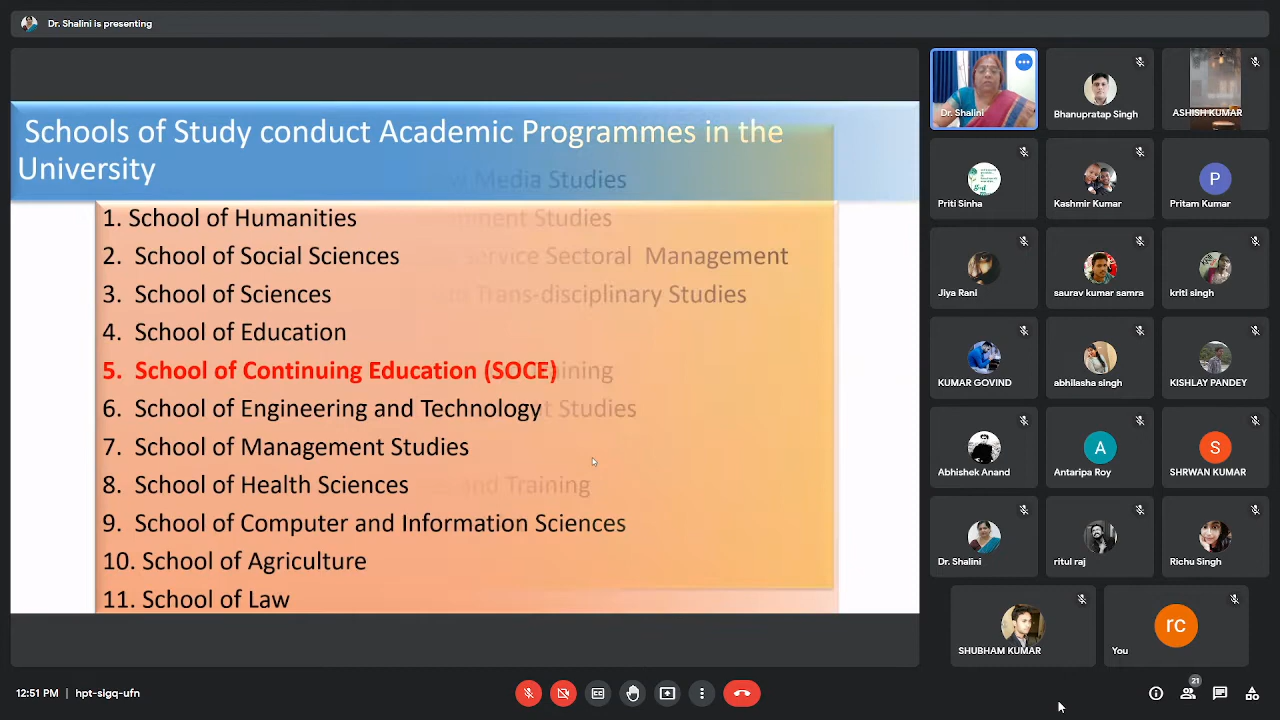 Dr. Shalini is presenting
Schools of Study conduct Academic Programmes in the
University
Media Studies
1. School of Humanities
Studies
2. School of Social Sciences
Service Sectoral Management
3. School of Sciences
Trans-disciplinary Studies
4. School of Education
5. School of Continuing Education (SOCE)
6. School of Engineering and Technology
Studies
7. School of Management Studies
8. School of Health Sciences
and Training
9. School of Computer and Information Sciences
10. School of Agriculture
11. School of Law
Dr. Shalini
Bhanupratap Singh
ASHISH KUMAR
Priti Sinha
Kashmir Kumar
P
Pritam Kumar
Jiya Rani
saurav kumar samra
kriti singh
KUMAR GOVIND
abhilasha singh
KISHLAY PANDEY
Abhishek Anand
A
Antaripa Roy
S
SHRWAN KUMAR
Dr. Shalini
ritul raj
Richu Singh
SHUBHAM KUMAR
rc
You
12:51 PM | hpt-slgq-ufn
21